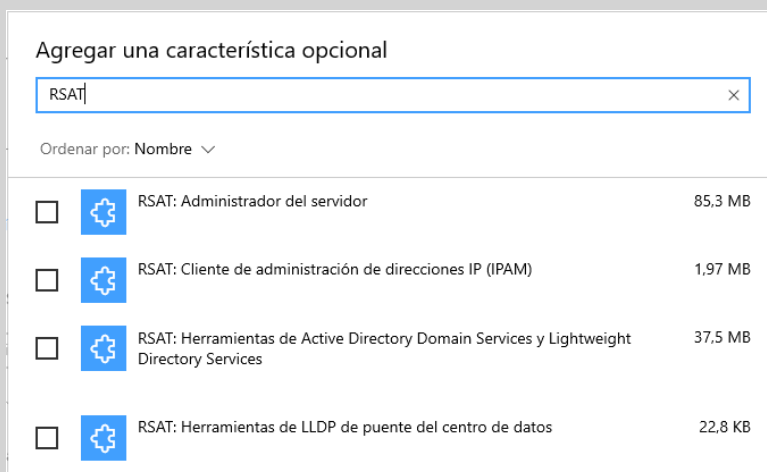 Agregar una característica opcional
RSAT
Ordenar por: Nombre
RSAT: Administrador del servidor 85,3 MB
RSAT: Cliente de administración de direcciones IP (IPAM) 1,97 MB
RSAT: Herramientas de Active Directory Domain Services y Lightweight 37,5 MB
Directory Services
RSAT: Herramientas de LLDP de puente del centro de datos 22,8 KB